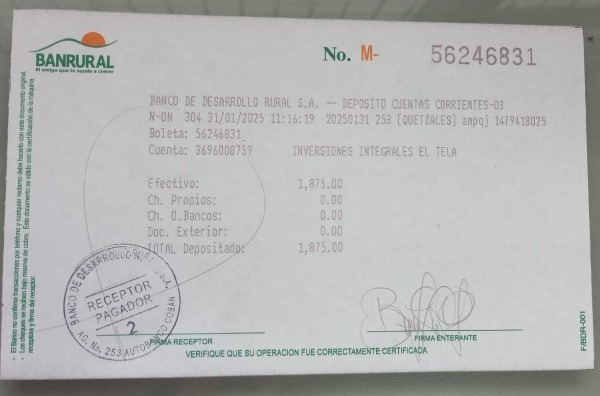 BANRURAL
El amigo que te ayuda a crecer
No. M- 56246831
BANCO DE DESARROLLO RURAL S.A. -- DEPOSITO CUENTAS CORRIENTES-03
N-ON 304 31/01/2025 11:16:19 20250131 253 [QUETZALES] aapqj 1479418025
Boleta: 56246831_
Cuenta: 3696008759 INVERSIONES INTEGRALES EL TELA
Efectivo: 1,875.00
Ch. Propios: 0.00
Ch. O.Bancos: 0.00
Doc. Exterior: 0.00
TOTAL Depositado: 1,875.00
BANCO DE DESARROLLO RURAL S.A.
RECEPTOR
PAGADOR
2
AG. No. 253 AUTOBANCO COBAN
FIRMA RECEPTOR
FIRMA ENTERANTE
VERIFIQUE QUE SU OPERACION FUE CORRECTAMENTE CERTIFICADA
F/BDR-001
- El Banco no confirma transacciones por teléfono y cualquier reclamo debe hacerlo con este documento original.
- Los cheques se reciben bajo reserva de cobro. Este documento es válido con la certificación de la máquina
receptora y firma del receptor.